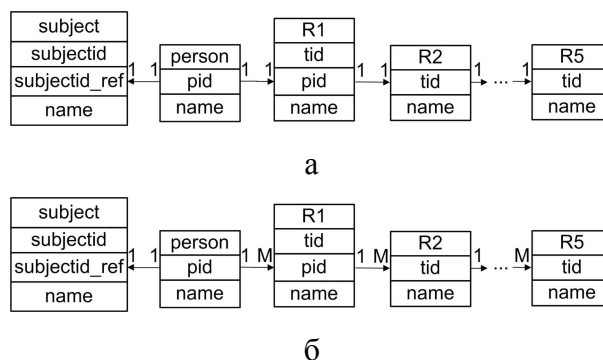 subject
subjectid
subjectid_ref
name
person
pid
name
R1
tid
pid
name
R2
tid
name
R5
tid
name
1 1 1 1 1 1 1 ... 1
а
subject
subjectid
subjectid_ref
name
person
pid
name
R1
tid
pid
name
R2
tid
name
R5
tid
name
1 1 1 M 1 M 1 ... M
б